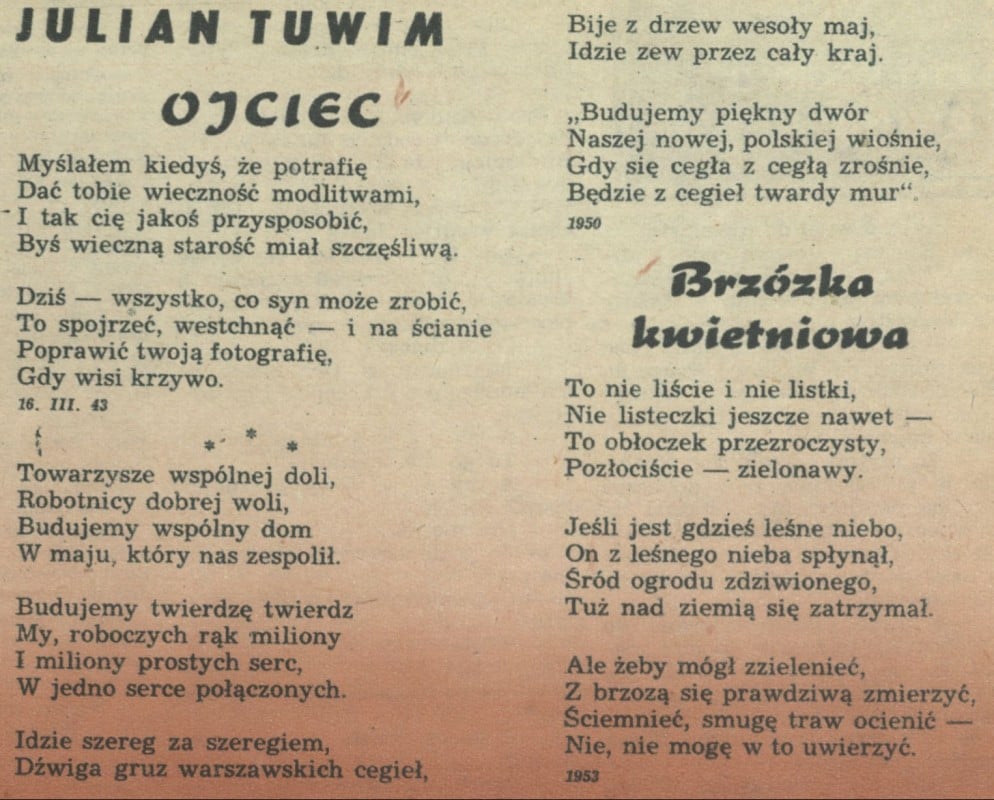 JULIAN TUWIM
OJCIEC
Myślałem kiedyś, że potrafię
Dać tobie wieczność modlitwami,
I tak cię jakoś przysposobić,
Byś wieczną starość miał szczęśliwą.
Dziś — wszystko, co syn może zrobić,
To spojrzeć, westchnąć — i na ścianie
Poprawić twoją fotografię,
Gdy wisi krzywo.
16. III. 43
* * *
Towarzysze wspólnej doli,
Robotnicy dobrej woli,
Budujemy wspólny dom
W maju, który nas zespolił.
Budujemy twierdzę twierdz
My, roboczych rąk miliony
I miliony prostych serc,
W jedno serce połączonych.
Idzie szereg za szeregiem,
Dźwiga gruz warszawskich cegieł,
Bije z drzew wesoły maj,
Idzie zew przez cały kraj.
„Budujemy piękny dwór
Naszej nowej, polskiej wiośnie,
Gdy się cegła z cegłą zrośnie,
Będzie z cegieł twardy mur“.
1950
Brzózka
kwietniowa
To nie liście i nie listki,
Nie listeczki jeszcze nawet —
To obłoczek przezroczysty,
Pozłociście — zielonawy.
Jeśli jest gdzieś leśne niebo,
On z leśnego nieba spłynął,
Śród ogrodu zdziwionego,
Tuż nad ziemią się zatrzymał.
Ale żeby mógł zzielenieć,
Z brzozą się prawdziwą zmierzyć,
Ściemnieć, smugę traw ocienić —
Nie, nie mogę w to uwierzyć.
1953